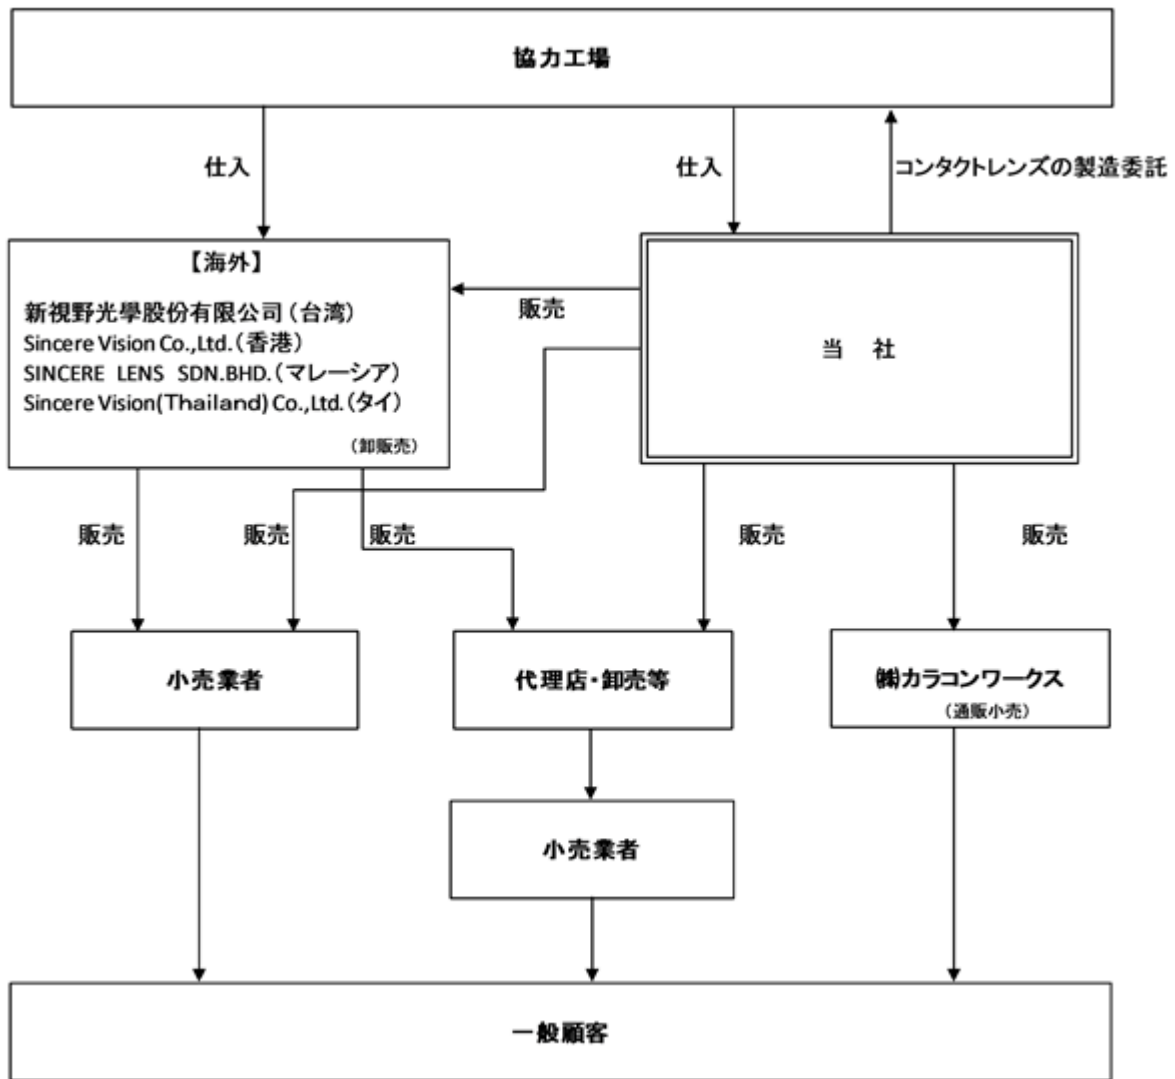 協力工場
仕入
仕入
コンタクトレンズの製造委託
【海外】
新視野光學股份有限公司(台湾)
Sincere Vision Co.,Ltd.(香港)
SINCERE LENS SDN.BHD.(マレーシア)
Sincere Vision(Thailand) Co.,Ltd.(タイ)
(卸販売)
販売
当 社
販売
販売
販売
販売
販売
小売業者
代理店・卸売等
㈱カラコンワークス
(通販小売)
小売業者
一般顧客